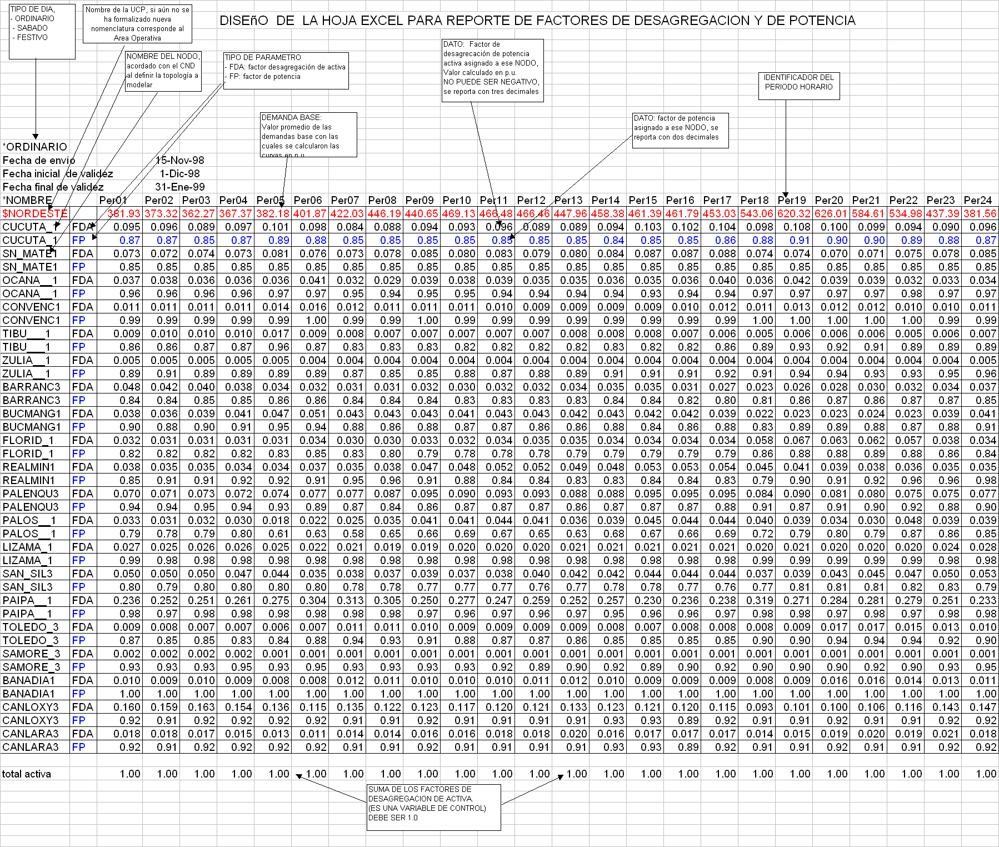 TIPO DE DIA,
- ORDINARIO
- SABADO
- FESTIVO
Nombre de la UCP, si aún no se
ha formalizado nueva
nomenclatura corresponde al
Area Operativa
DISEñO DE LA HOJA EXCEL PARA REPORTE DE FACTORES DE DESAGREGACION Y DE POTENCIA
NOMBRE DEL NODO,
acordado con el CND
al definir la topología a
modelar
TIPO DE PARAMETRO
- FDA: factor desagregación de activa
- FP: factor de potencia
DATO: Factor de
desagrecación de potencia
activa asignado a ese NODO,
Valor calculado en p.u.
NO PUEDE SER NEGATIVO,
se reporta con tres decimales
IDENTIFICADOR DEL
PERIODO HORARIO
DEMANDA BASE:
Valor promedio de las
demandas base con las
cuales se calcularon las
curvas en p.u.
DATO: factor de potencia
asignado a ese NODO, se
reporta con dos decimales
*ORDINARIO
Fecha de envío 15-Nov-98
Fecha inicial de validez 1-Dic-98
Fecha final de validez 31-Ene-99
*NOMBRE Per01 Per02 Per03 Per04 Per05 Per06 Per07 Per08 Per09 Per10 Per11 Per12 Per13 Per14 Per15 Per16 Per17 Per18 Per19 Per20 Per21 Per22 Per23 Per24
$NORDESTE 381.93 373.32 362.27 367.37 382.18 401.87 422.03 446.19 440.65 469.13 460.48 466.46 447.96 458.38 461.39 461.79 453.03 543.06 620.32 626.01 584.61 534.98 437.39 381.56
CUCUTA_1 FDA 0.095 0.096 0.089 0.097 0.101 0.098 0.084 0.088 0.094 0.093 0.096 0.089 0.089 0.094 0.103 0.102 0.104 0.098 0.108 0.100 0.099 0.094 0.090 0.096
CUCUTA_1 FP 0.87 0.87 0.85 0.87 0.89 0.88 0.85 0.85 0.85 0.85 0.85 0.85 0.85 0.84 0.85 0.85 0.86 0.88 0.91 0.90 0.90 0.89 0.88 0.87
SN_MATE1 FDA 0.073 0.072 0.074 0.073 0.081 0.076 0.073 0.078 0.085 0.080 0.083 0.079 0.080 0.084 0.087 0.087 0.088 0.074 0.074 0.070 0.071 0.075 0.078 0.085
SN_MATE1 FP 0.85 0.85 0.85 0.85 0.85 0.85 0.85 0.85 0.85 0.85 0.85 0.85 0.85 0.85 0.85 0.85 0.85 0.85 0.85 0.85 0.85 0.85 0.85 0.85
OCANA__1 FDA 0.037 0.038 0.036 0.036 0.036 0.041 0.032 0.029 0.039 0.038 0.039 0.035 0.035 0.036 0.035 0.036 0.040 0.036 0.042 0.039 0.039 0.032 0.033 0.034
OCANA__1 FP 0.96 0.96 0.96 0.96 0.97 0.97 0.95 0.94 0.95 0.95 0.94 0.94 0.94 0.94 0.93 0.94 0.94 0.97 0.97 0.97 0.97 0.98 0.97 0.97
CONVENC1 FDA 0.011 0.011 0.011 0.011 0.014 0.016 0.012 0.011 0.011 0.011 0.010 0.009 0.009 0.009 0.009 0.010 0.012 0.011 0.013 0.012 0.012 0.010 0.010 0.011
CONVENC1 FP 0.99 0.99 0.99 0.99 0.99 1.00 0.99 0.99 1.00 0.99 0.99 0.99 0.99 0.99 0.99 0.99 0.99 1.00 1.00 1.00 1.00 1.00 0.99 0.99
TIBU___1 FDA 0.009 0.010 0.010 0.010 0.017 0.009 0.008 0.007 0.007 0.007 0.007 0.007 0.008 0.008 0.008 0.007 0.006 0.005 0.006 0.006 0.006 0.005 0.006 0.007
TIBU___1 FP 0.86 0.86 0.87 0.87 0.96 0.87 0.83 0.83 0.83 0.82 0.82 0.82 0.82 0.83 0.82 0.82 0.86 0.89 0.93 0.92 0.91 0.89 0.89 0.89
ZULIA__1 FDA 0.005 0.005 0.005 0.005 0.005 0.004 0.004 0.004 0.004 0.004 0.004 0.004 0.004 0.004 0.004 0.004 0.004 0.004 0.004 0.004 0.004 0.004 0.004 0.005
ZULIA__1 FP 0.89 0.91 0.89 0.89 0.89 0.89 0.87 0.85 0.85 0.88 0.87 0.88 0.89 0.91 0.91 0.91 0.92 0.91 0.94 0.94 0.93 0.93 0.95 0.96
BARRANC3 FDA 0.048 0.042 0.040 0.038 0.034 0.032 0.031 0.031 0.032 0.030 0.032 0.032 0.034 0.035 0.035 0.031 0.027 0.023 0.026 0.028 0.030 0.032 0.034 0.037
BARRANC3 FP 0.84 0.84 0.85 0.85 0.86 0.86 0.84 0.84 0.84 0.83 0.83 0.83 0.83 0.84 0.84 0.82 0.80 0.81 0.86 0.87 0.86 0.87 0.87 0.85
BUCMANG1 FDA 0.038 0.036 0.039 0.041 0.047 0.051 0.043 0.043 0.043 0.041 0.043 0.043 0.042 0.043 0.042 0.042 0.039 0.022 0.023 0.023 0.024 0.023 0.039 0.041
BUCMANG1 FP 0.90 0.88 0.90 0.91 0.95 0.94 0.88 0.86 0.88 0.87 0.87 0.86 0.86 0.88 0.84 0.86 0.88 0.83 0.89 0.89 0.88 0.87 0.88 0.91
FLORID_1 FDA 0.032 0.031 0.031 0.031 0.031 0.034 0.030 0.030 0.033 0.032 0.034 0.035 0.035 0.034 0.034 0.034 0.034 0.058 0.067 0.063 0.062 0.057 0.038 0.034
FLORID_1 FP 0.82 0.82 0.82 0.82 0.83 0.85 0.83 0.80 0.79 0.78 0.78 0.78 0.79 0.79 0.79 0.79 0.79 0.86 0.88 0.88 0.89 0.88 0.86 0.84
REALMIN1 FDA 0.038 0.035 0.035 0.034 0.034 0.037 0.035 0.038 0.047 0.048 0.052 0.052 0.049 0.048 0.053 0.053 0.054 0.045 0.041 0.039 0.038 0.036 0.035 0.035
REALMIN1 FP 0.85 0.91 0.91 0.92 0.92 0.91 0.95 0.96 0.91 0.88 0.84 0.84 0.83 0.83 0.84 0.84 0.83 0.79 0.90 0.91 0.92 0.96 0.96 0.98
PALENQU3 FDA 0.070 0.071 0.073 0.072 0.074 0.077 0.077 0.087 0.095 0.090 0.093 0.093 0.088 0.088 0.095 0.095 0.095 0.084 0.090 0.081 0.080 0.075 0.075 0.077
PALENQU3 FP 0.94 0.94 0.95 0.94 0.93 0.89 0.87 0.84 0.86 0.87 0.87 0.87 0.86 0.87 0.87 0.87 0.88 0.91 0.87 0.91 0.90 0.92 0.88 0.90
PALOS__1 FDA 0.033 0.031 0.032 0.030 0.018 0.022 0.025 0.035 0.041 0.041 0.044 0.041 0.036 0.039 0.045 0.044 0.044 0.040 0.039 0.034 0.030 0.048 0.039 0.039
PALOS__1 FP 0.79 0.78 0.79 0.80 0.61 0.63 0.58 0.65 0.66 0.69 0.67 0.65 0.63 0.68 0.67 0.66 0.69 0.72 0.79 0.80 0.79 0.87 0.86 0.85
LIZAMA_1 FDA 0.027 0.025 0.026 0.026 0.025 0.022 0.021 0.019 0.019 0.020 0.020 0.020 0.021 0.021 0.021 0.021 0.021 0.020 0.021 0.020 0.020 0.020 0.024 0.028
LIZAMA_1 FP 0.99 0.98 0.98 0.98 0.98 0.98 0.98 0.98 0.98 0.98 0.98 0.98 0.98 0.98 0.98 0.98 0.98 0.99 0.99 0.99 0.99 0.99 0.98 0.98
SAN_SIL3 FDA 0.050 0.050 0.050 0.047 0.044 0.035 0.038 0.037 0.039 0.037 0.038 0.040 0.042 0.042 0.044 0.044 0.044 0.037 0.039 0.043 0.045 0.047 0.050 0.053
SAN_SIL3 FP 0.80 0.79 0.80 0.80 0.80 0.80 0.78 0.78 0.77 0.77 0.77 0.76 0.77 0.78 0.78 0.77 0.76 0.77 0.81 0.81 0.81 0.82 0.83 0.79
PAIPA__1 FDA 0.236 0.252 0.251 0.261 0.275 0.304 0.313 0.305 0.250 0.277 0.247 0.259 0.252 0.257 0.230 0.236 0.238 0.319 0.271 0.284 0.281 0.279 0.251 0.233
PAIPA__1 FP 0.98 0.97 0.98 0.98 0.98 0.98 0.98 0.98 0.97 0.96 0.97 0.96 0.97 0.95 0.96 0.96 0.97 0.98 0.98 0.97 0.98 0.97 0.98 0.98
TOLEDO_3 FDA 0.009 0.008 0.007 0.007 0.006 0.007 0.011 0.011 0.010 0.009 0.009 0.009 0.009 0.008 0.007 0.008 0.008 0.008 0.009 0.017 0.017 0.015 0.013 0.010
TOLEDO_3 FP 0.87 0.85 0.85 0.83 0.84 0.88 0.94 0.93 0.91 0.88 0.87 0.87 0.86 0.85 0.85 0.85 0.85 0.90 0.90 0.94 0.94 0.94 0.92 0.90
SAMORE_3 FDA 0.002 0.002 0.002 0.002 0.001 0.001 0.001 0.001 0.001 0.001 0.001 0.001 0.001 0.001 0.001 0.001 0.001 0.001 0.001 0.001 0.001 0.001 0.001 0.001
SAMORE_3 FP 0.93 0.93 0.93 0.95 0.93 0.95 0.93 0.93 0.93 0.93 0.92 0.89 0.90 0.92 0.89 0.90 0.92 0.90 0.90 0.90 0.92 0.90 0.93 0.95
BANADIA1 FDA 0.010 0.009 0.010 0.009 0.008 0.008 0.012 0.011 0.010 0.010 0.010 0.011 0.012 0.010 0.009 0.009 0.009 0.008 0.009 0.016 0.016 0.014 0.013 0.011
BANADIA1 FP 1.00 1.00 1.00 1.00 1.00 1.00 1.00 1.00 1.00 1.00 1.00 1.00 1.00 1.00 1.00 1.00 1.00 1.00 1.00 1.00 1.00 1.00 1.00 1.00
CANLOXY3 FDA 0.160 0.159 0.163 0.154 0.136 0.115 0.135 0.122 0.123 0.117 0.120 0.121 0.133 0.123 0.121 0.120 0.115 0.093 0.101 0.100 0.106 0.116 0.143 0.147
CANLOXY3 FP 0.92 0.91 0.92 0.92 0.92 0.92 0.91 0.91 0.92 0.91 0.91 0.91 0.91 0.93 0.93 0.89 0.92 0.91 0.91 0.92 0.91 0.91 0.92 0.92
CANLARA3 FDA 0.018 0.018 0.017 0.015 0.013 0.011 0.014 0.014 0.016 0.016 0.018 0.018 0.020 0.016 0.017 0.017 0.017 0.014 0.015 0.019 0.020 0.019 0.021 0.018
CANLARA3 FP 0.92 0.91 0.92 0.92 0.92 0.92 0.91 0.91 0.92 0.91 0.91 0.91 0.91 0.93 0.93 0.89 0.92 0.91 0.91 0.92 0.91 0.91 0.92 0.92
total activa 1.00 1.00 1.00 1.00 1.00 1.00 1.00 1.00 1.00 1.00 1.00 1.00 1.00 1.00 1.00 1.00 1.00 1.00 1.00 1.00 1.00 1.00 1.00 1.00
SUMA DE LOS FACTORES DE
DESAGREGACION DE ACTIVA.
(ES UNA VARIABLE DE CONTROL)
DEBE SER 1.0